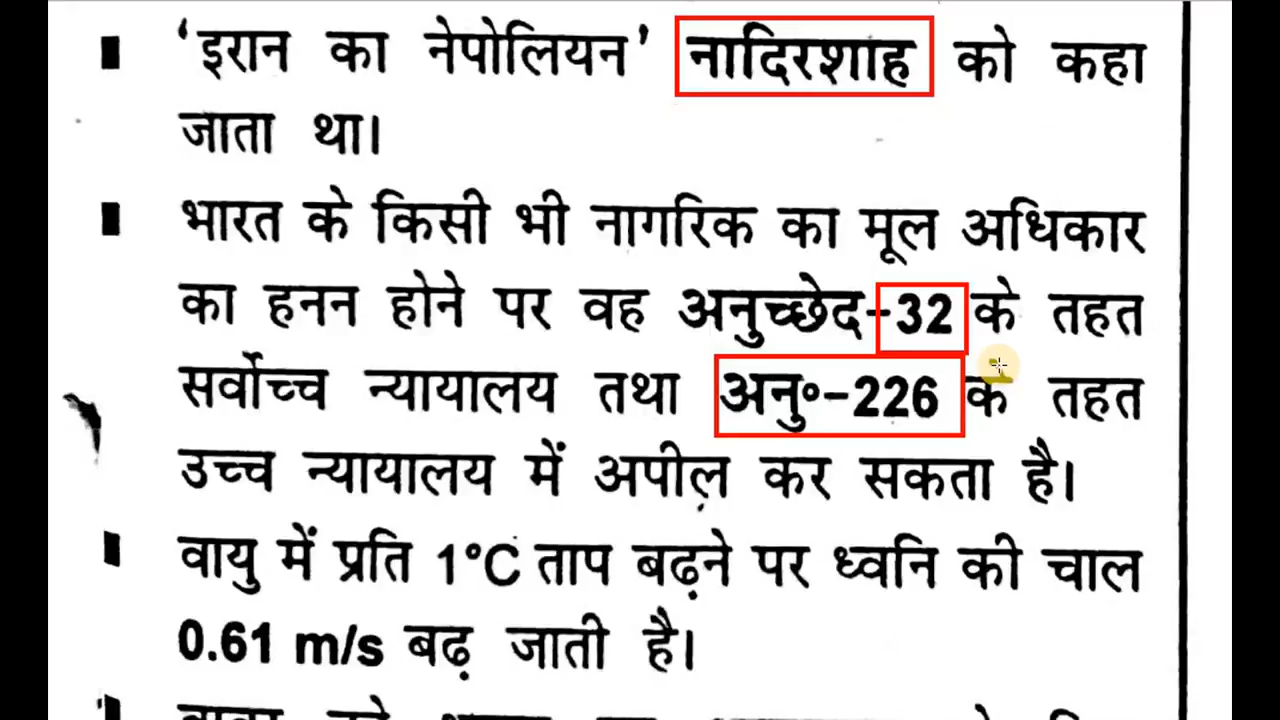 'इरान का नेपोलियन' नादिरशाह को कहा
जाता था।
भारत के किसी भी नागरिक का मूल अधिकार
का हनन होने पर वह अनुच्छेद-32 के तहत
सर्वोच्च न्यायालय तथा अनु॰-226 के तहत
उच्च न्यायालय में अपील कर सकता है।
वायु में प्रति 1°C ताप बढ़ने पर ध्वनि की चाल
0.61 m/s बढ़ जाती है।